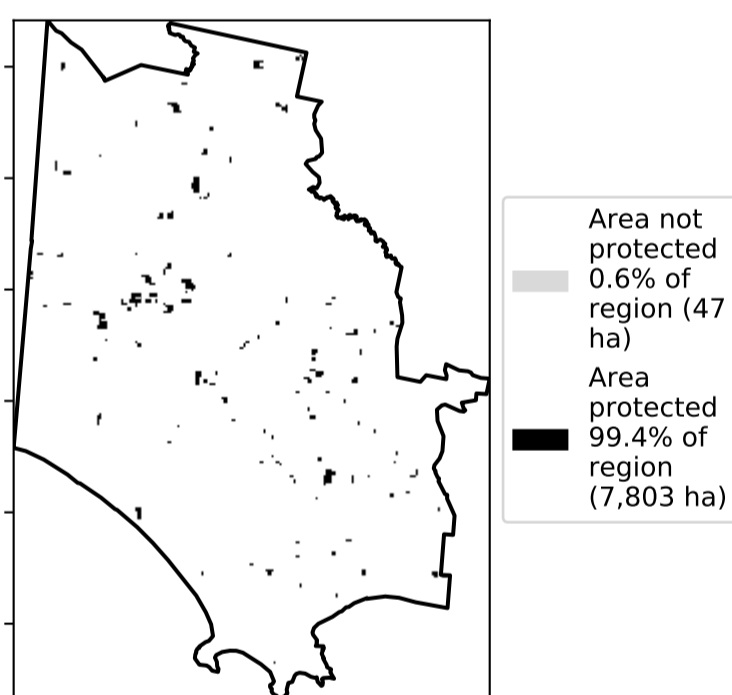 Area not
protected
0.6% of
region (47
ha)
Area
protected
99.4% of
region
(7,803 ha)